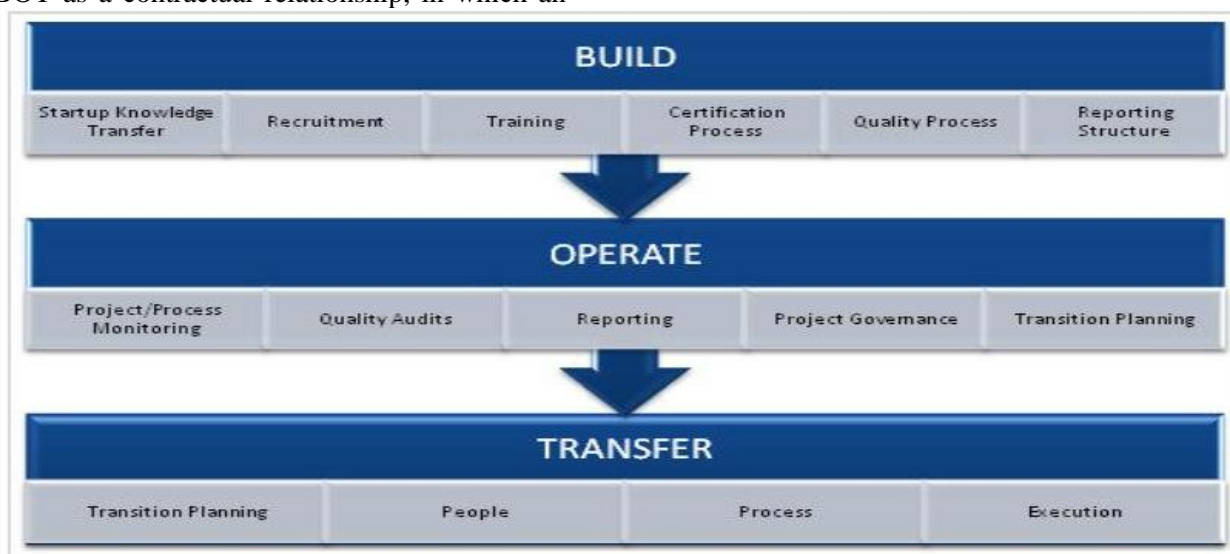 BOT as a contractual relationship, in which an
BUILD
Startup Knowledge
Transfer
Recruitment
Training
Certification
Process
Quality Process
Reporting
Structure
OPERATE
Project/Process
Monitoring
Quality Audits
Reporting
Project Governance
Transition Planning
TRANSFER
Transition Planning
People
Process
Execution